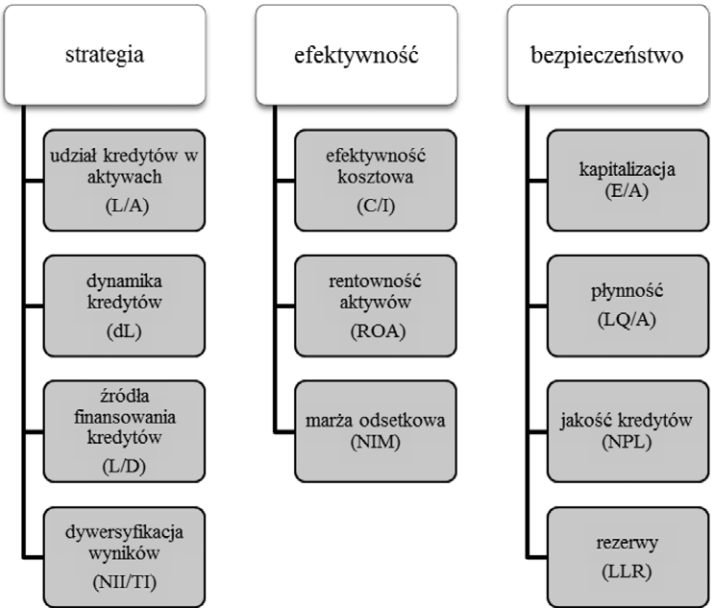 strategia
udział kredytów w
aktywach
(L/A)
dynamika
kredytów
(dL)
źródła
finansowania
kredytów
(L/D)
dywersyfikacja
wyników
(NII/TI)
efektywność
efektywność
kosztowa
(C/I)
rentowność
aktywów
(ROA)
marża odsetkowa
(NIM)
bezpieczeństwo
kapitalizacja
(E/A)
płynność
(LQ/A)
jakość kredytów
(NPL)
rezerwy
(LLR)